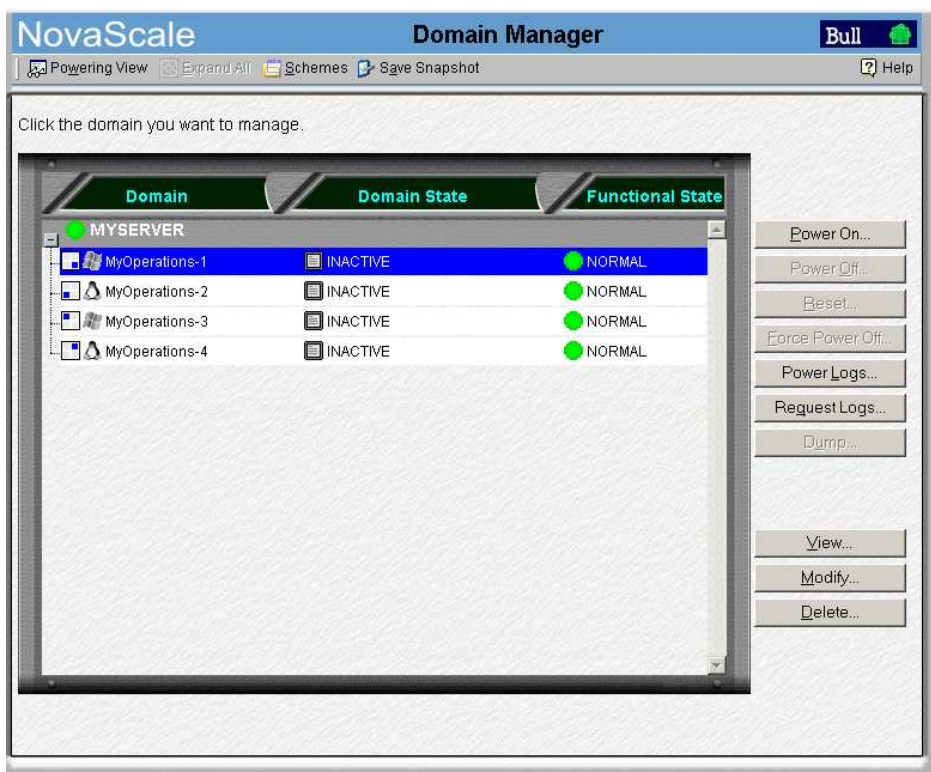 NovaScale Domain Manager Bull
Powering View Expand All Schemes Save Snapshot Help
Click the domain you want to manage.
Domain Domain State Functional State
MYSERVER
MyOperations-1 INACTIVE NORMAL
MyOperations-2 INACTIVE NORMAL
MyOperations-3 INACTIVE NORMAL
MyOperations-4 INACTIVE NORMAL
Power On...
Power Off...
Reset...
Force Power Off...
Power Logs...
Request Logs...
Dump...
View...
Modify...
Delete...